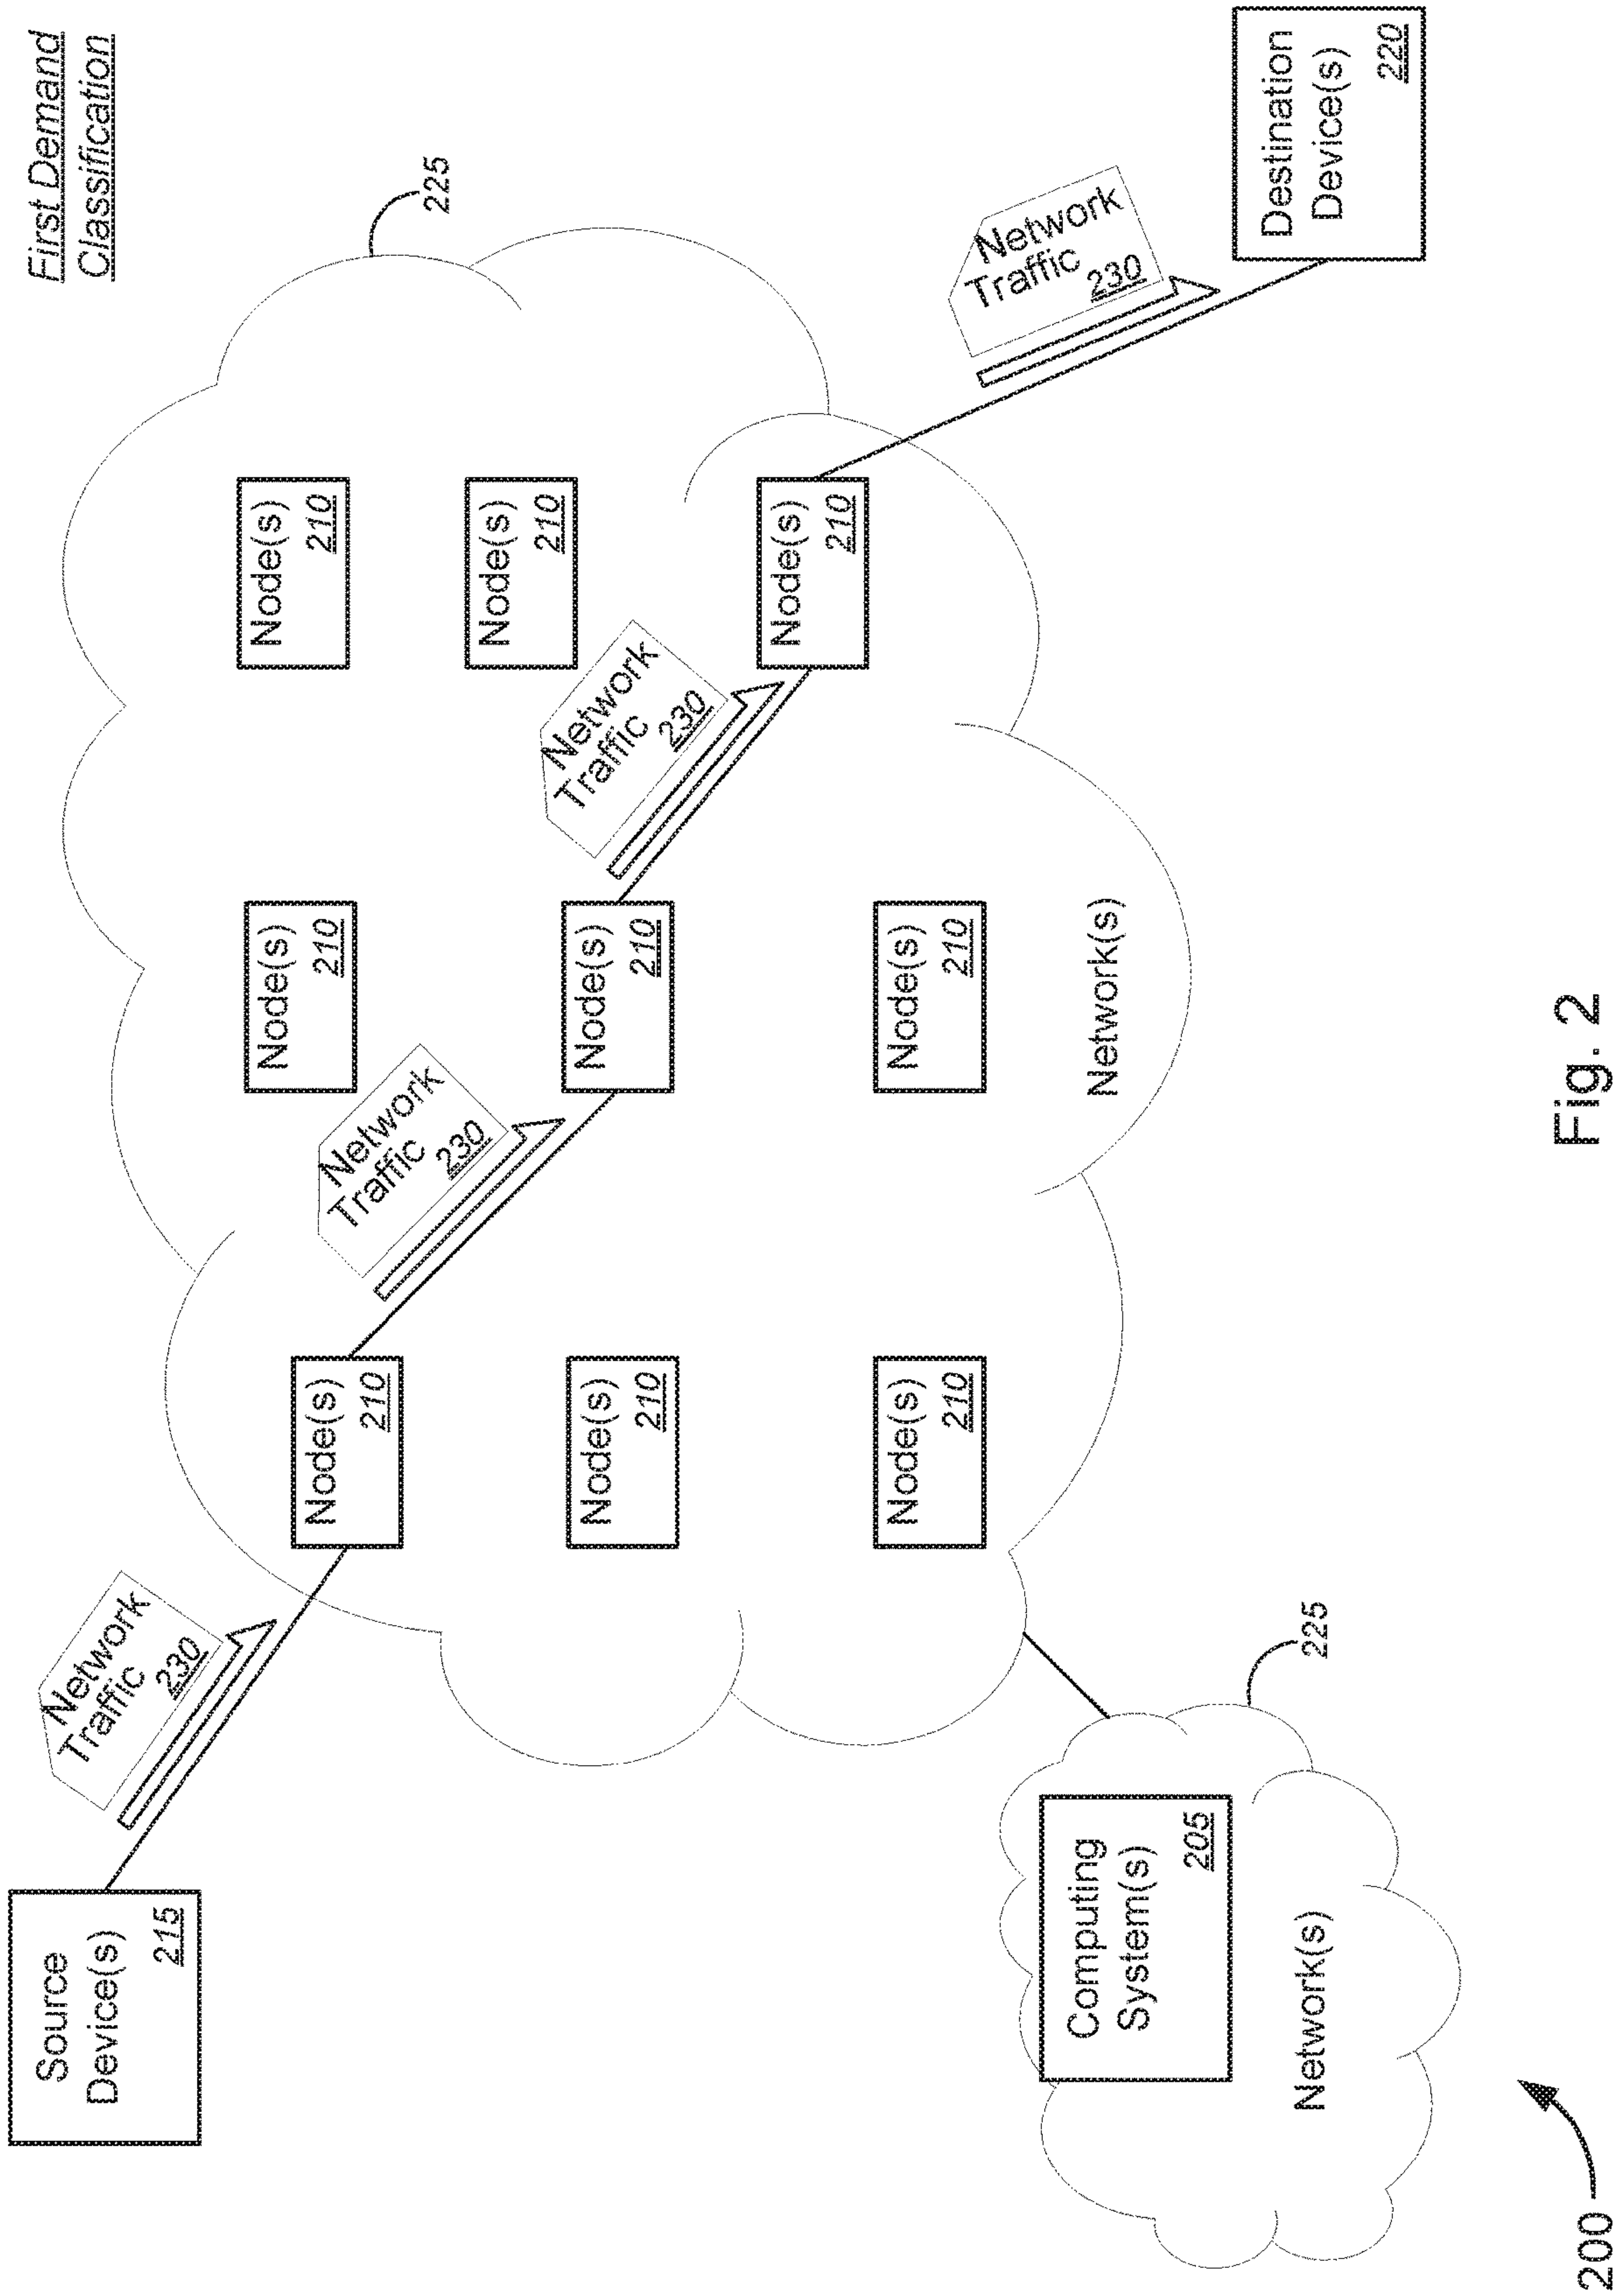 First Demand
Classification
Source
Device(s)
215
Network
Traffic
230
Node(s)
210
Network
Traffic
230
Node(s)
210
Node(s)
210
225
Node(s)
210
Node(s)
210
Network
Traffic
230
Node(s)
210
Node(s)
210
Node(s)
210
Node(s)
210
Network
Traffic
230
Network(s)
Destination
Device(s)
220
225
Computing
System(s)
205
Network(s)
200
Fig. 2